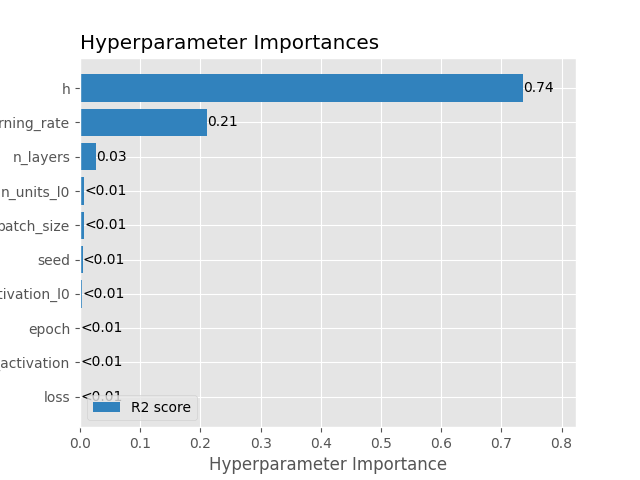 Hyperparameter Importances
h 0.74
rning_rate 0.21
n_layers 0.03
n_units_l0 <0.01
batch_size <0.01
seed <0.01
tivation_l0 <0.01
epoch <0.01
_activation <0.01
loss <0.01
R2 score
0.0 0.1 0.2 0.3 0.4 0.5 0.6 0.7 0.8
Hyperparameter Importance